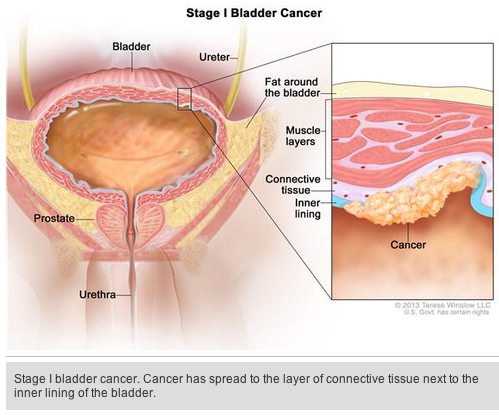 Stage I Bladder Cancer
Bladder
Ureter
Fat around
the bladder
Muscle
layers
Connective
tissue
Inner
lining
Prostate
Cancer
Urethra
© 2013 Terese Winslow LLC
U.S. Govt. has certain rights
Stage I bladder cancer. Cancer has spread to the layer of connective tissue next to the
inner lining of the bladder.